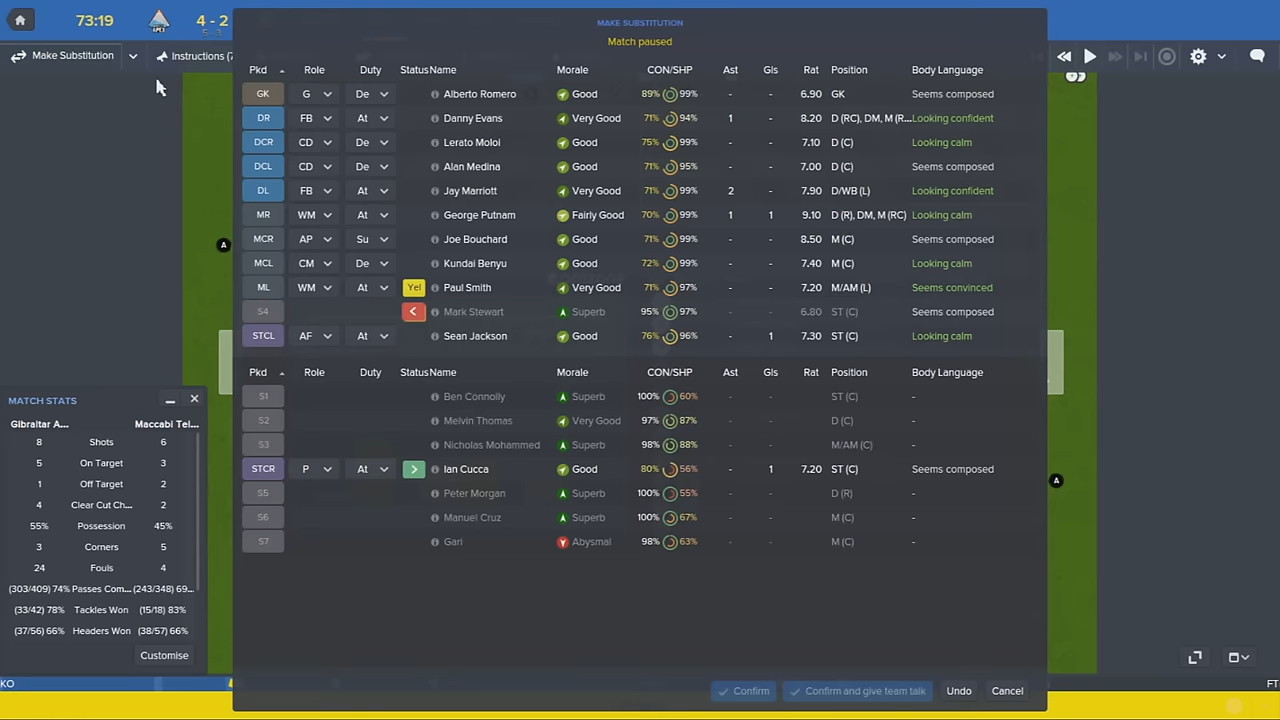 73:19
APEX
4 - 2
5 - 3
MAKE SUBSTITUTION
Match paused
Make Substitution
Instructions (7
Pkd Role Duty Status Name Morale CON/SHP Ast Gls Rat Position Body Language
GK G De Alberto Romero Good 89% 99% - - 6.90 GK Seems composed
DR FB At Danny Evans Very Good 71% 94% 1 - 8.20 D (RC), DM, M (R... Looking confident
DCR CD De Lerato Moloi Good 75% 99% - - 7.10 D (C) Looking calm
DCL CD De Alan Medina Good 71% 95% - - 7.00 D (C) Seems composed
DL FB At Jay Marriott Very Good 71% 99% 2 - 7.90 D/WB (L) Looking confident
MR WM At George Putnam Fairly Good 70% 99% 1 1 9.10 D (R), DM, M (RC) Looking calm
A
MCR AP Su Joe Bouchard Good 71% 99% - - 8.50 M (C) Seems composed
MCL CM De Kundai Benyu Good 72% 99% - - 7.40 M (C) Looking calm
ML WM At Yel Paul Smith Very Good 71% 97% - - 7.20 M/AM (L) Seems convinced
S4 Mark Stewart Superb 95% 97% - - 6.80 ST (C) Seems composed
STCL AF At Sean Jackson Good 76% 96% - 1 7.30 ST (C) Looking calm
Pkd Role Duty Status Name Morale CON/SHP Ast Gls Rat Position Body Language
S1 Ben Connolly Superb 100% 60% - - - ST (C) -
S2 Melvin Thomas Very Good 97% 87% - - - D (C) -
S3 Nicholas Mohammed Superb 98% 88% - - - M/AM (C) -
STCR P At Ian Cucca Good 80% 56% - 1 7.20 ST (C) Seems composed
A
S5 Peter Morgan Superb 100% 55% - - - D (R) -
S6 Manuel Cruz Superb 100% 67% - - - M (C) -
S7 Gari Abysmal 98% 63% - - - M (C) -
MATCH STATS
Gibraltar A... Maccabi Tel...
8 Shots 6
5 On Target 3
1 Off Target 2
4 Clear Cut Ch... 2
55% Possession 45%
3 Corners 5
24 Fouls 4
(303/409) 74% Passes Com... (243/348) 69...
(33/42) 78% Tackles Won (15/18) 83%
(37/56) 66% Headers Won (38/57) 66%
Customise
KO
Confirm
Confirm and give team talk
Undo
Cancel
FT